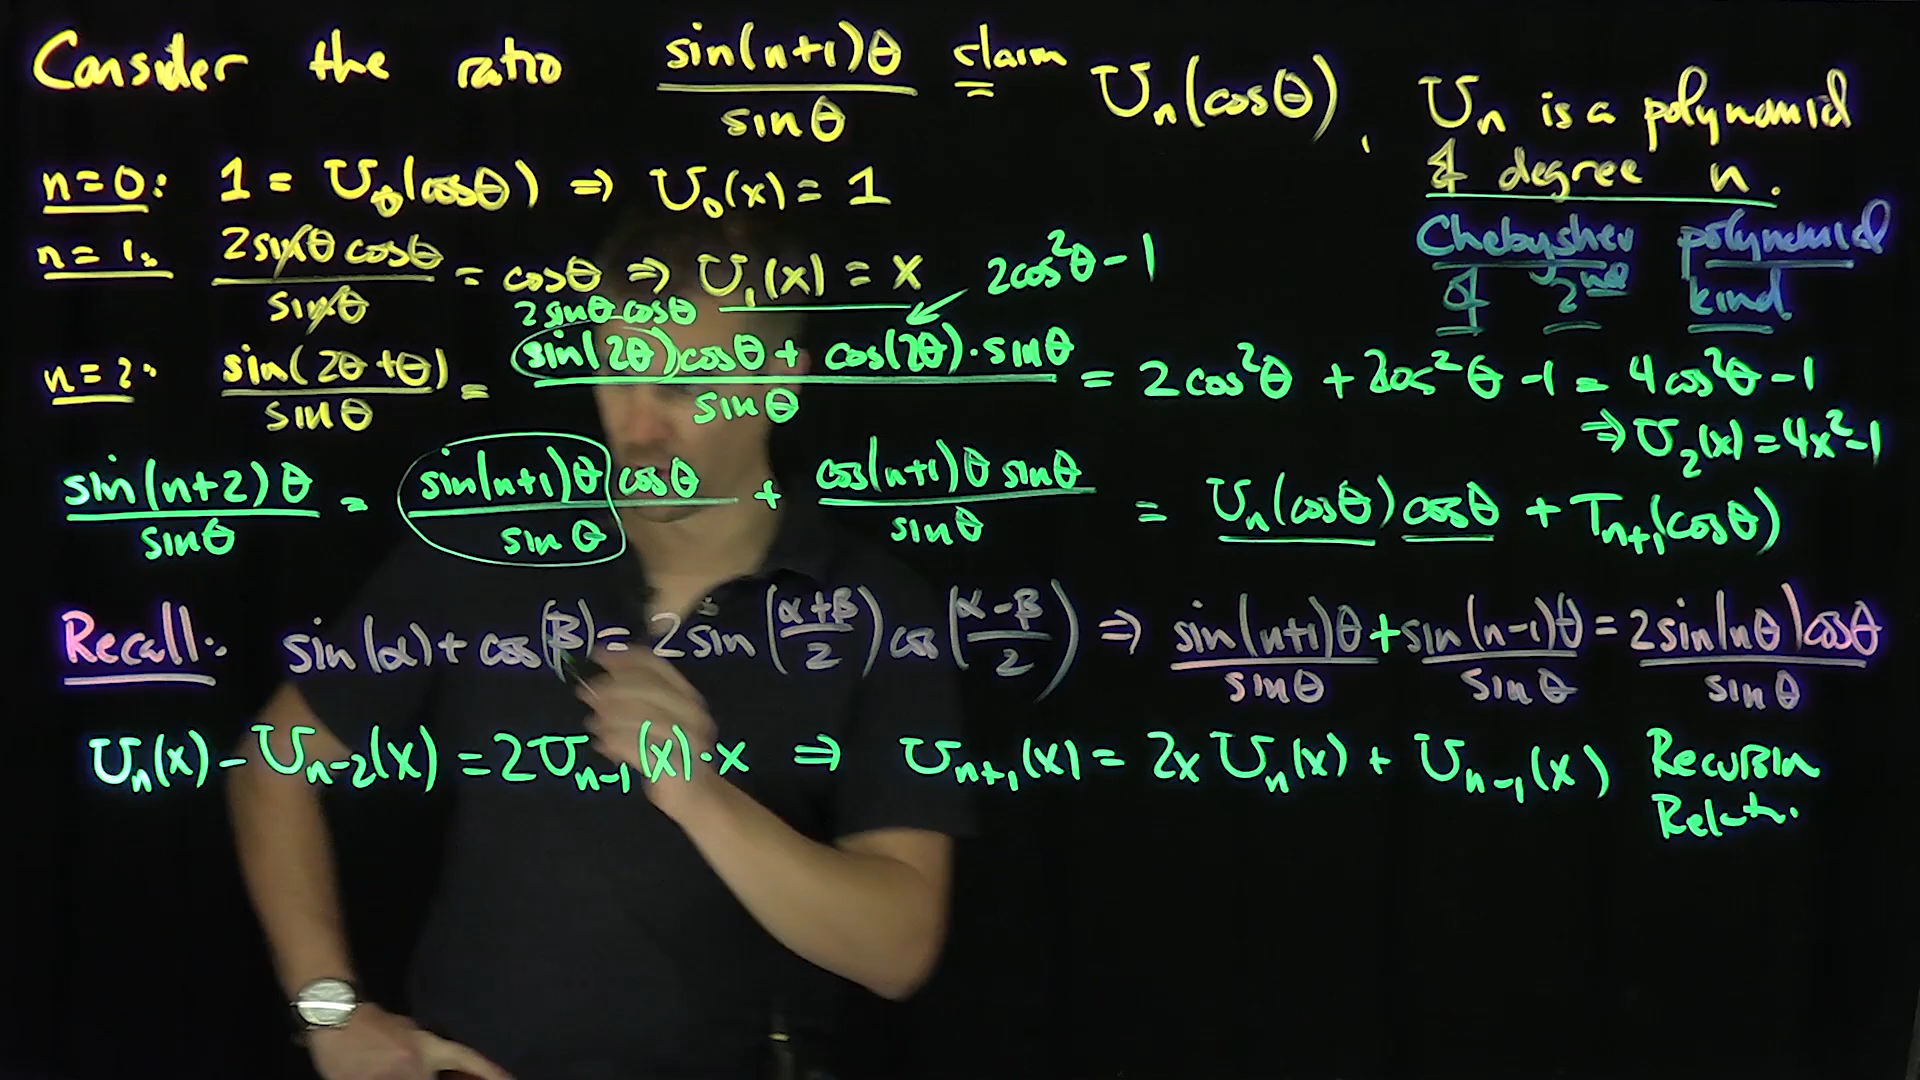 Consider the ratio sin(n+1)θ / sinθ claim = Uₙ(cosθ), Uₙ is a polynomial of degree n.
Chebyshev polynomial of 2nd kind
n=0: 1 = U₀(cosθ) ⇒ U₀(x) = 1
n=1: 2sinθ cosθ / sinθ = cosθ ⇒ U₁(x) = x
2sinθ cosθ 2cos²θ-1
n=2: sin(2θ+θ) / sinθ = sin(2θ)cosθ + cos(2θ)·sinθ / sinθ = 2cos²θ + 2cos²θ -1 = 4cos²θ-1
⇒ U₂(x) = 4x²-1
sin(n+2)θ / sinθ = sin(n+1)θ cosθ / sinθ + cos(n+1)θ sinθ / sinθ = Uₙ(cosθ) cosθ + Tₙ₊₁(cosθ)
Recall: sin(α) + cos(β) = 2sin((α+β)/2) cos((α-β)/2) ⇒ sin(n+1)θ / sinθ + sin(n-1)θ / sinθ = 2sin(nθ)cosθ / sinθ
Uₙ(x) - Uₙ₋₂(x) = 2Uₙ₋₁(x)·x ⇒ Uₙ₊₁(x) = 2x Uₙ(x) + Uₙ₋₁(x) Recursion
Relatn.